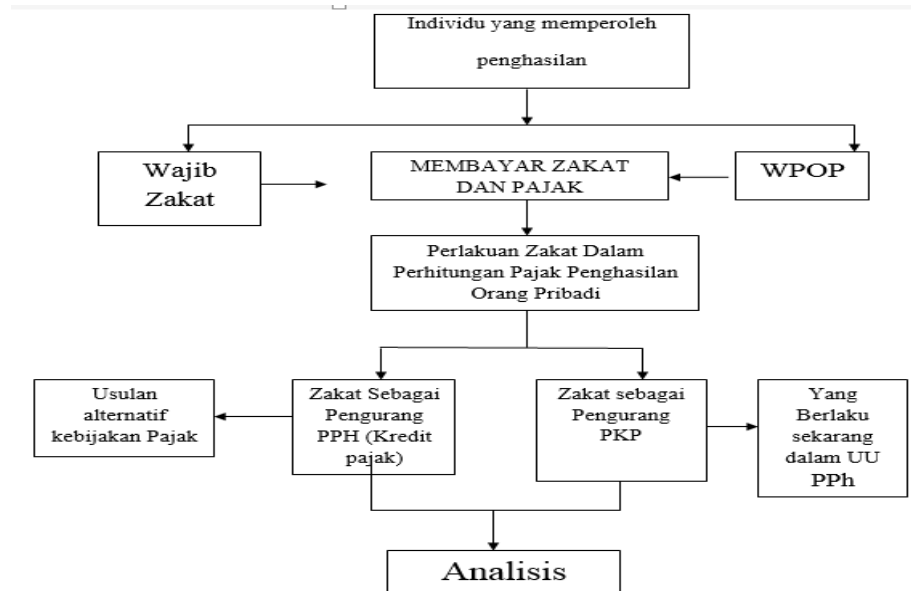 Individu yang memperoleh
penghasilan
Wajib
Zakat
MEMBAYAR ZAKAT
DAN PAJAK
WPOP
Perlakuan Zakat Dalam
Perhitungan Pajak Penghasilan
Orang Pribadi
Usulan
alternatif
kebijakan Pajak
Zakat Sebagai
Pengurang
PPH (Kredit
pajak)
Zakat sebagai
Pengurang
PKP
Yang
Berlaku
sekarang
dalam UU
PPh
Analisis